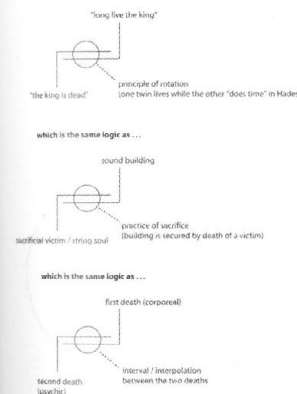 "long live the king"
principle of rotation
"the king is dead"
(one twin lives while the other "does time" in Hades
which is the same logic as . . .
sound building
practice of sacrifice
sacrificial victim / string soul
(building is secured by death of a victim)
which is the same logic as . . .
first death (corporeal)
interval / interpolation
second death
between the two deaths
(psychic)